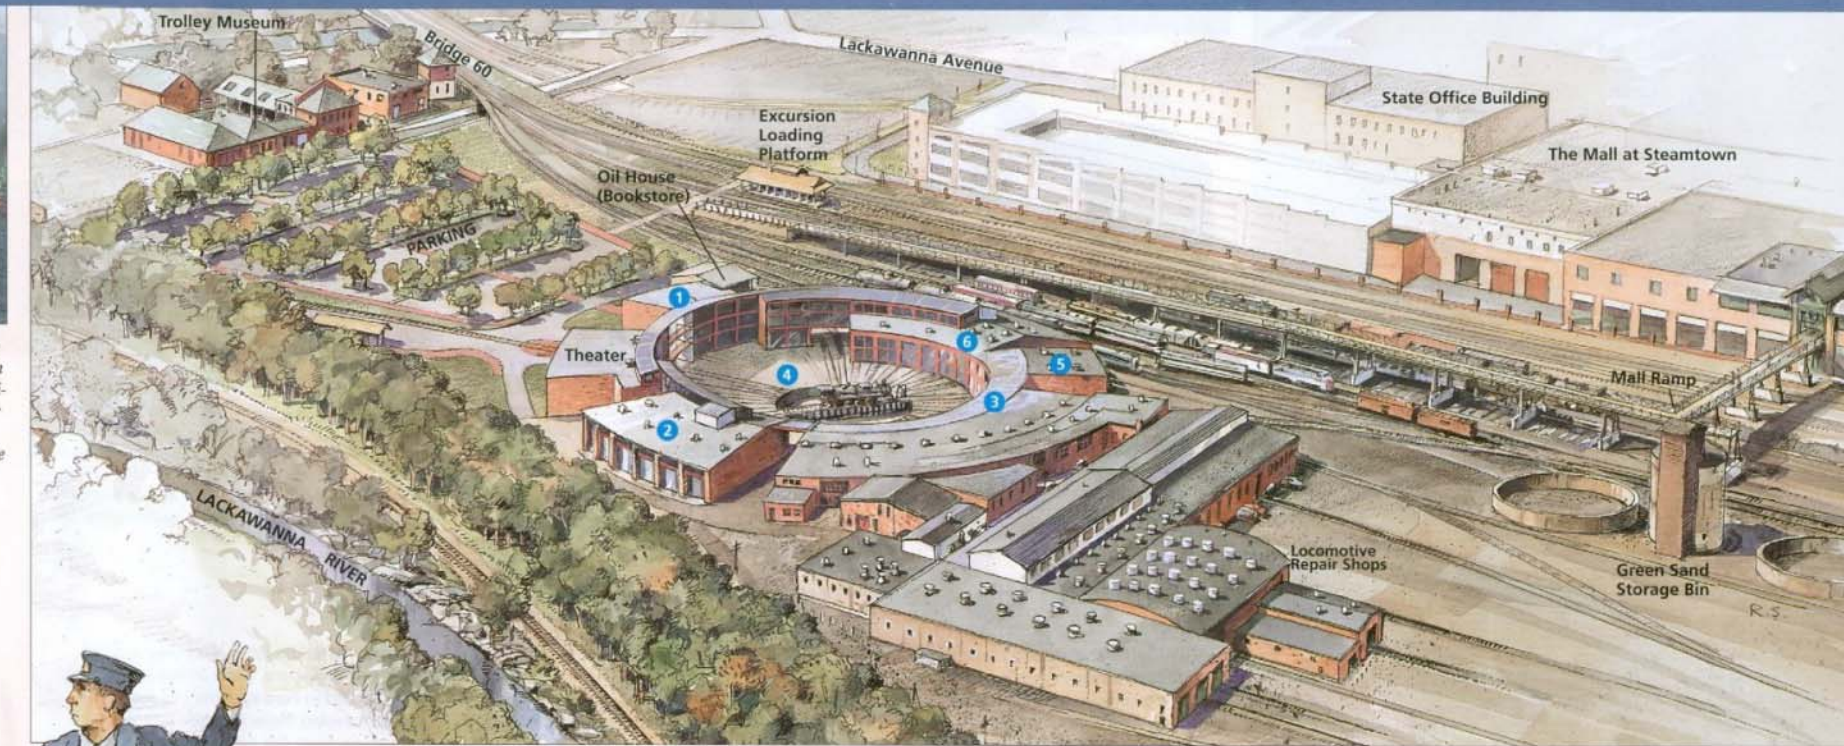 Trolley Museum
Bridge 60
Lackawanna Avenue
State Office Building
Excursion
Loading
Platform
The Mall at Steamtown
Oil House
(Bookstore)
PARKING
1
Theater
6
5
4
3
2
Mall Ramp
LACKAWANNA RIVER
Locomotive
Repair Shops
Green Sand
Storage Bin
R.S.